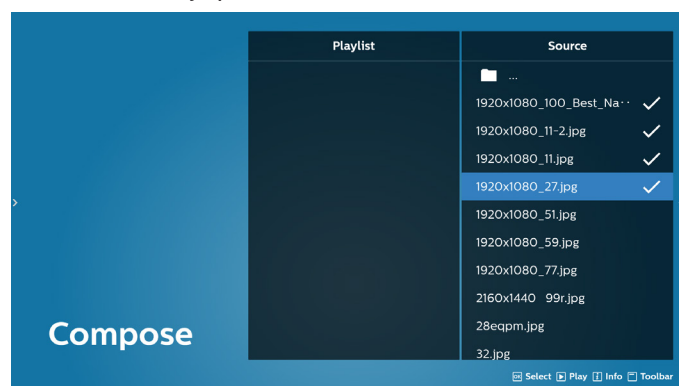 Playlist
Source
...
1920x1080_100_Best_Na··
1920x1080_11-2.jpg
1920x1080_11.jpg
1920x1080_27.jpg
1920x1080_51.jpg
1920x1080_59.jpg
1920x1080_77.jpg
2160x1440 99r.jpg
28eqpm.jpg
32.jpg
Compose
OK Select Play i Info Toolbar